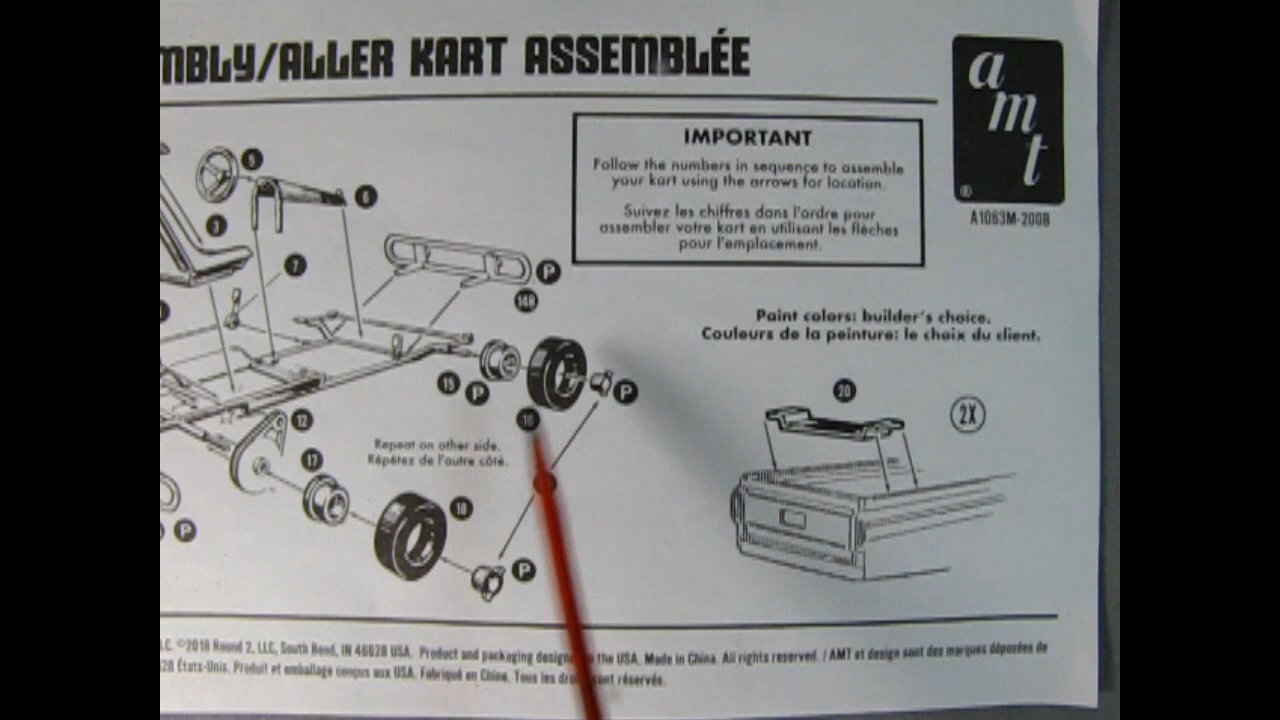 MBLY/ALLER KART ASSEMBLÉE
amt
®
A1063M-200B
IMPORTANT
Follow the numbers in sequence to assemble
your kart using the arrows for location.
Suivez les chiffres dans l'ordre pour
assembler votre kart en utilisant les flèches
pour l'emplacement.
5
6
3
7
P
14B
Paint colors: builder's choice.
Couleurs de la peinture: le choix du client.
15
P
P
20
2X
16
12
Repeat on other side.
Répétez de l'autre côté.
17
18
P
P
©2018 Round 2, LLC, South Bend, IN 46628 USA. Product and packaging the USA. Made in China. All rights reserved. / AMT et design sont des marques déposées de
États-Unis. Produit et emballage conçus aux USA. Fabriqué en Chine. Tous les sont réservés.